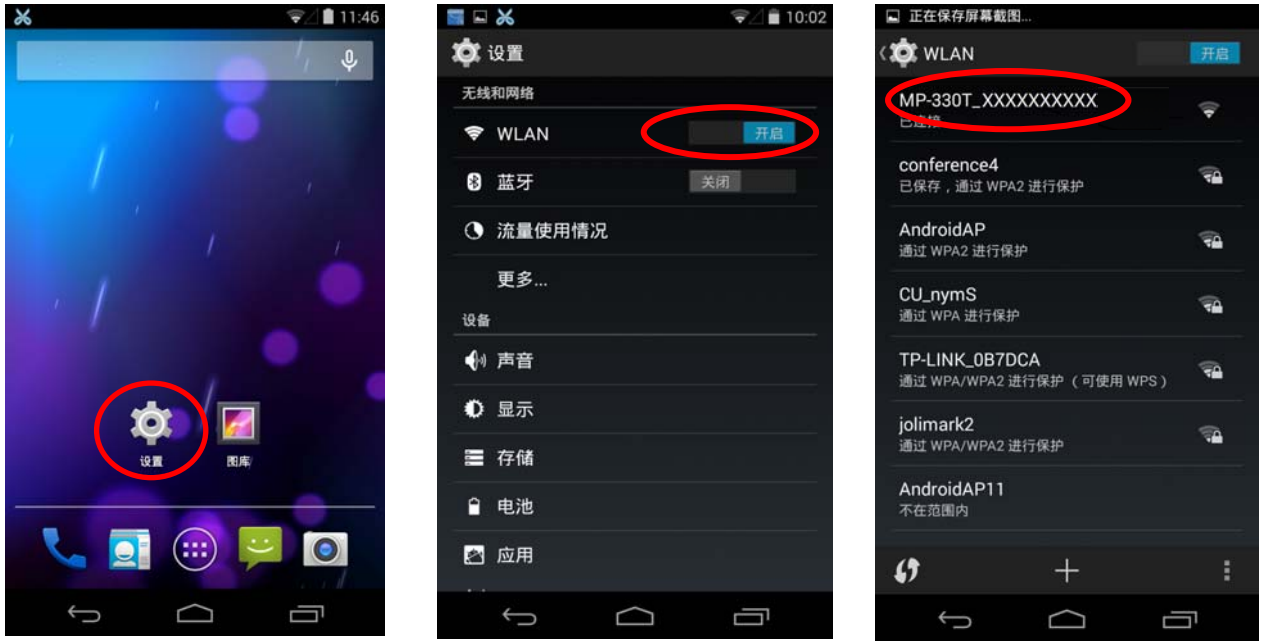 11:46
设置
图库
10:02
设置
无线和网络
WLAN
开启
蓝牙
关闭
流量使用情况
更多...
设备
声音
显示
存储
电池
应用
正在保存屏幕截图...
WLAN
开启
MP-330T_XXXXXXXXXX
已连接
conference4
已保存，通过 WPA2 进行保护
AndroidAP
通过 WPA2 进行保护
CU_nymS
通过 WPA 进行保护
TP-LINK_0B7DCA
通过 WPA/WPA2 进行保护 （可使用 WPS）
jolimark2
通过 WPA/WPA2 进行保护
AndroidAP11
不在范围内